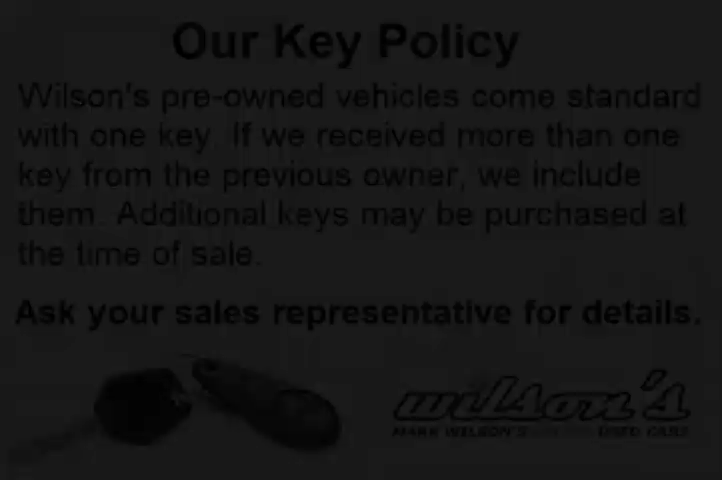 Our Key Policy
Wilson's pre-owned vehicles come standard
with one key. If we received more than one
key from the previous owner, we include
them. Additional keys may be purchased at
the time of sale.
Ask your sales representative for details.
wilson's
MARK WILSON'S USED CARS